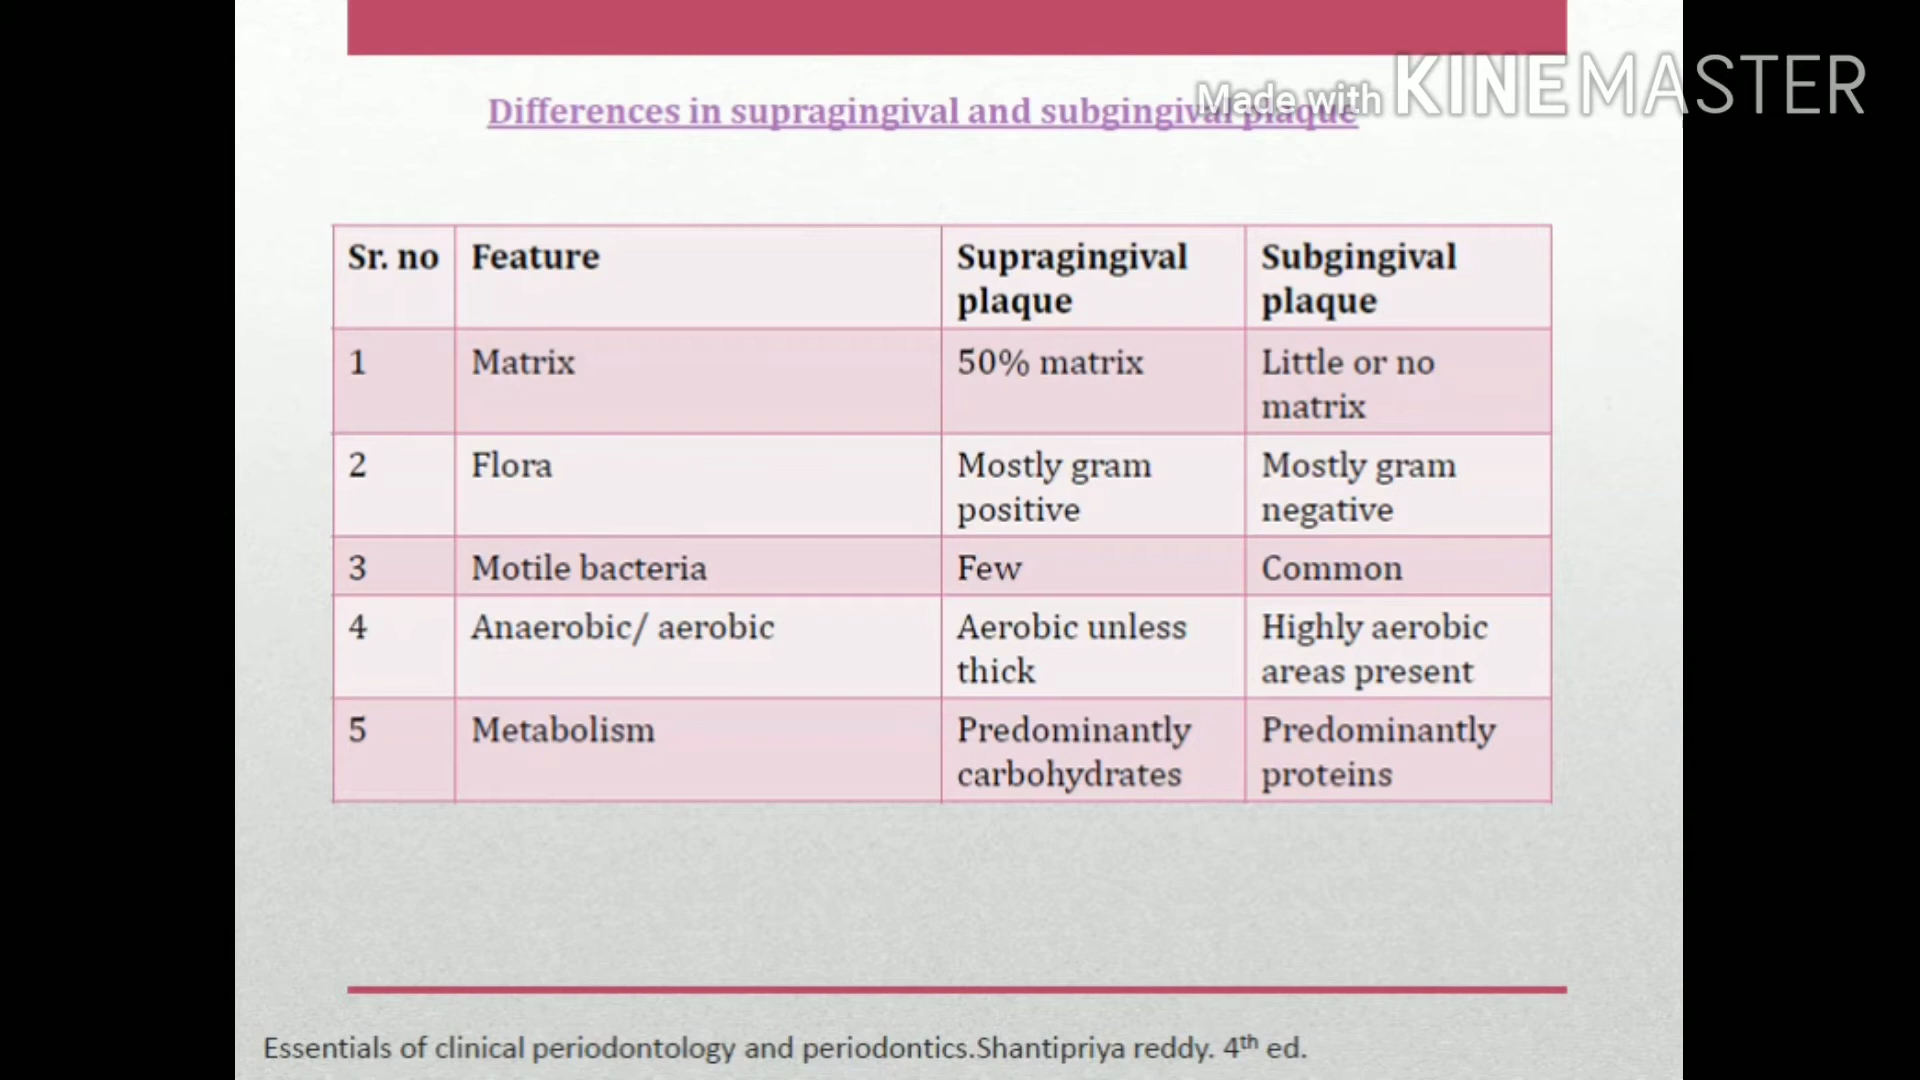 Made with KINEMASTER
Differences in supragingival and subgingival plaque
Sr. no Feature Supragingival Subgingival
plaque plaque
1 Matrix 50% matrix Little or no
matrix
2 Flora Mostly gram Mostly gram
positive negative
3 Motile bacteria Few Common
4 Anaerobic/ aerobic Aerobic unless Highly aerobic
thick areas present
5 Metabolism Predominantly Predominantly
carbohydrates proteins
Essentials of clinical periodontology and periodontics.Shantipriya reddy. 4th ed.